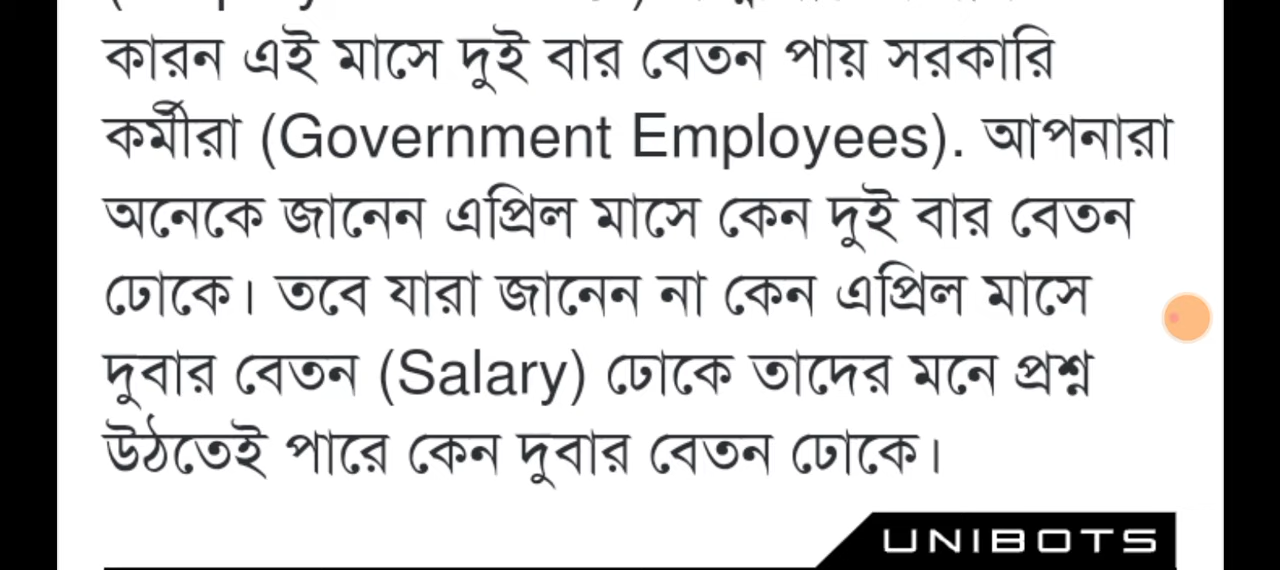 কারন এই মাসে দুই বার বেতন পায় সরকারি
কর্মীরা (Government Employees). আপনারা
অনেকে জানেন এপ্রিল মাসে কেন দুই বার বেতন
ঢোকে। তবে যারা জানেন না কেন এপ্রিল মাসে
দুবার বেতন (Salary) ঢোকে তাদের মনে প্রশ্ন
উঠতেই পারে কেন দুবার বেতন ঢোকে।
UNIBOTS